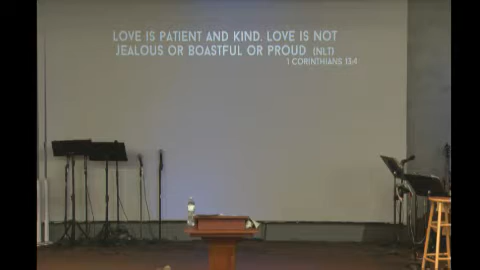 LOVE IS PATIENT AND KIND. LOVE IS NOT
JEALOUS OR BOASTFUL OR PROUD (NLT)
1 CORINTHIANS 13:4